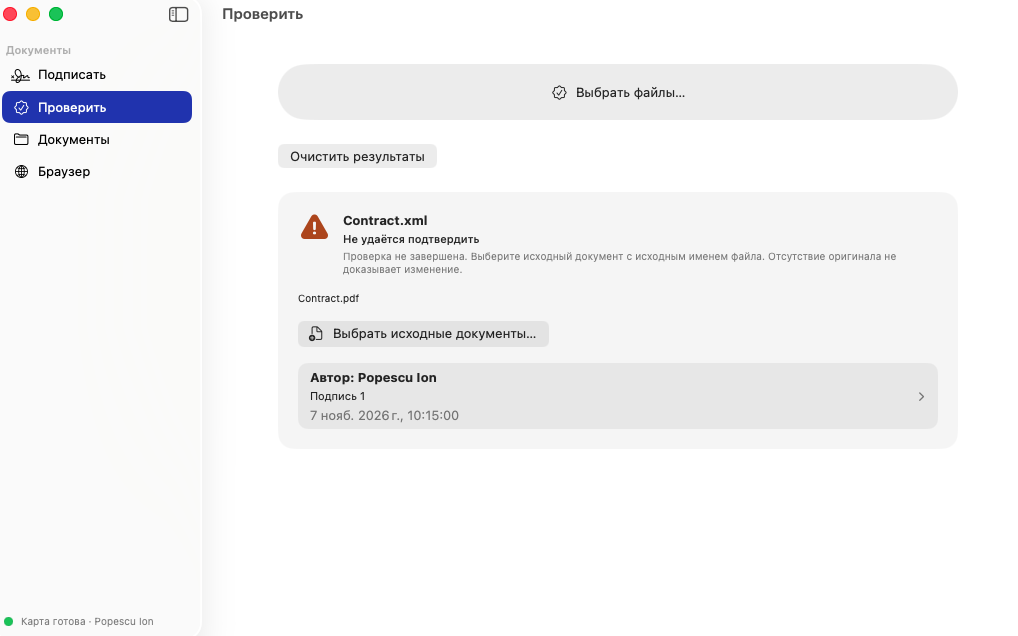 Проверить
Документы
Подписать
Проверить
Документы
Браузер
Выбрать файлы...
Очистить результаты
Contract.xml
Не удаётся подтвердить
Проверка не завершена. Выберите исходный документ с исходным именем файла. Отсутствие оригинала не
доказывает изменение.
Contract.pdf
Выбрать исходные документы...
Автор: Popescu Ion
Подпись 1
7 нояб. 2026 г., 10:15:00
Карта готова · Popescu Ion